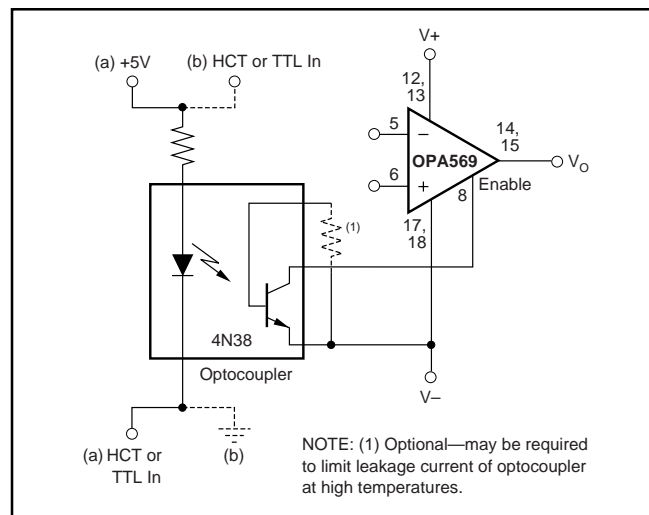 (a) +5V
(b) HCT or TTL In
V+
12,
13
5
–
OPA569
14,
15
VO
6
+
Enable
8
17,
18
(1)
4N38
Optocoupler
V–
(a) HCT or
TTL In
(b)
NOTE: (1) Optional—may be required
to limit leakage current of optocoupler
at high temperatures.